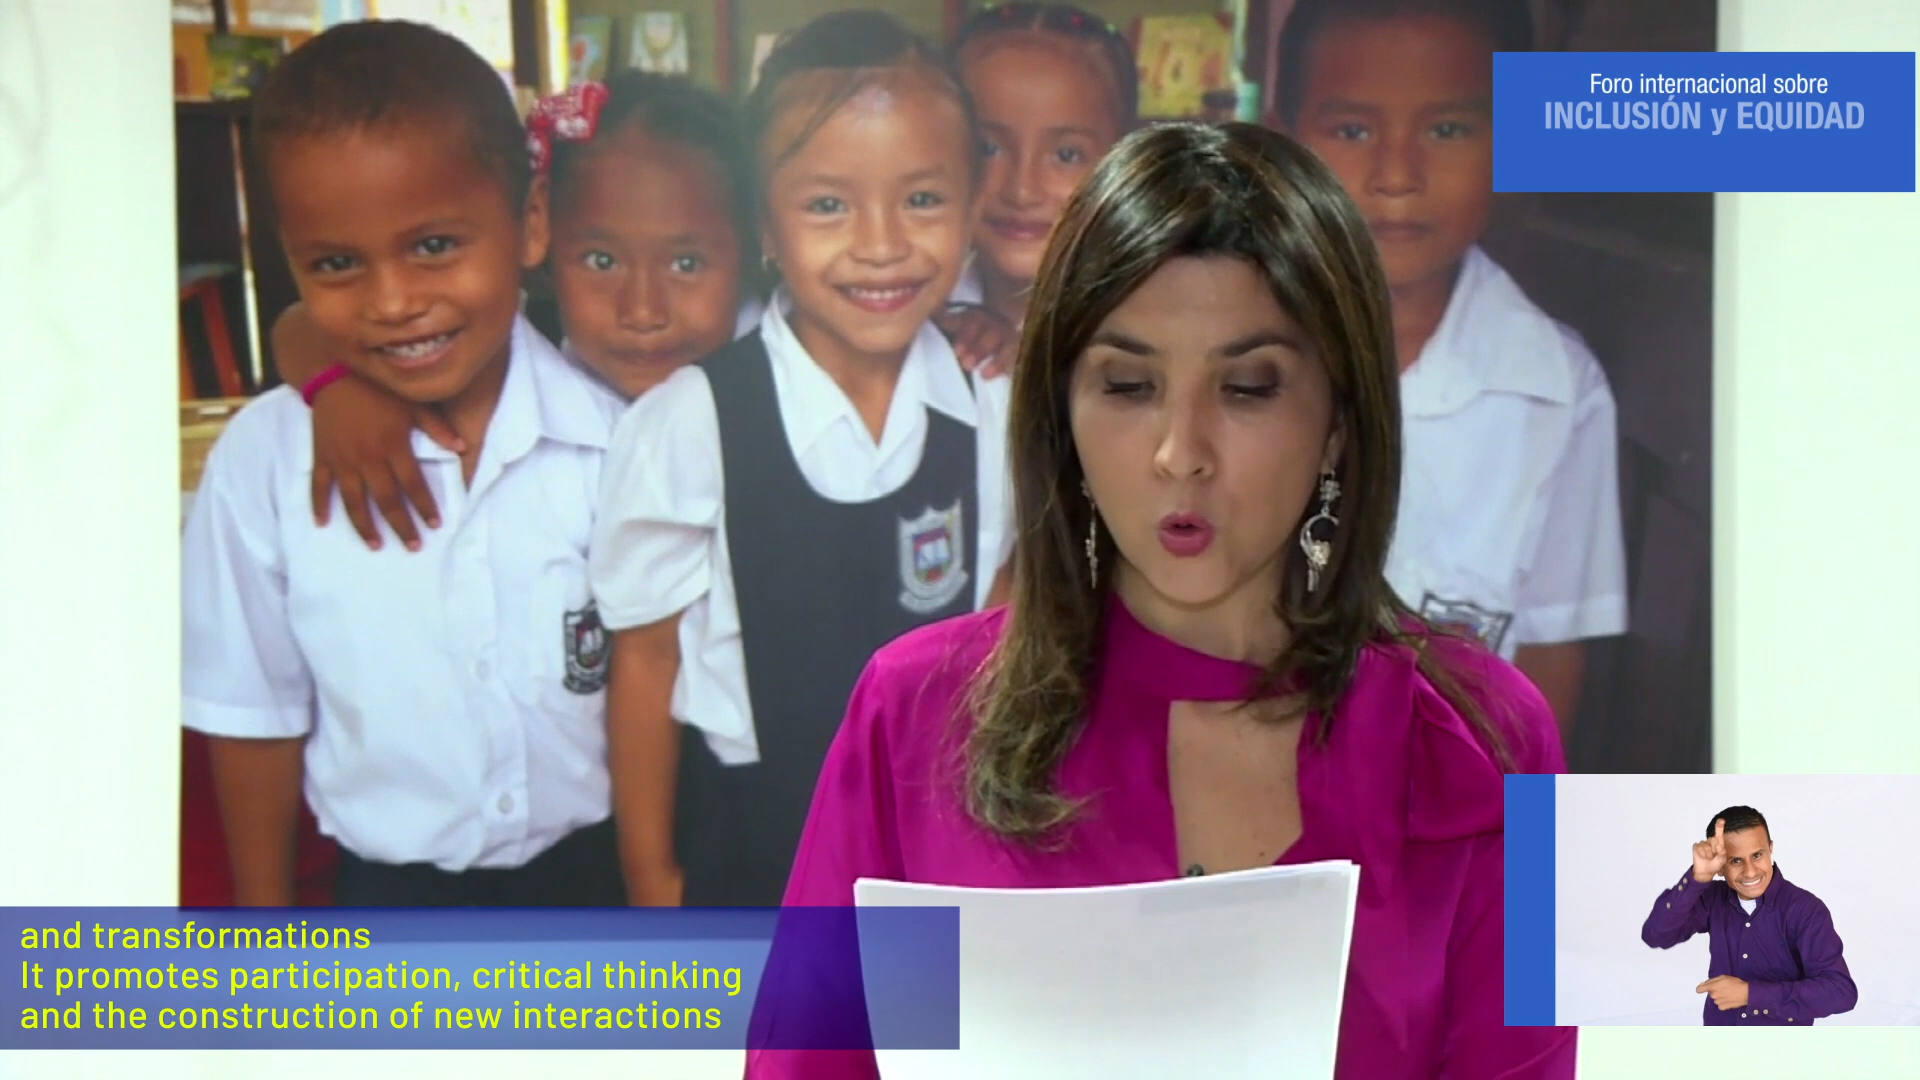 Foro internacional sobre
INCLUSIÓN y EQUIDAD
and transformations
It promotes participation, critical thinking
and the construction of new interactions